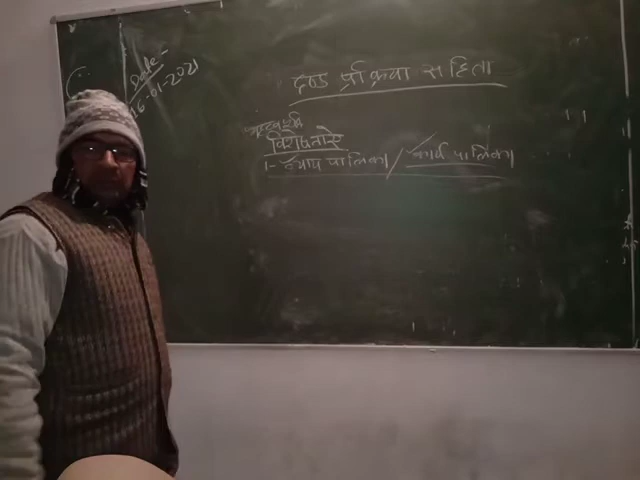 Date-
16-01-2021
दण्ड प्रक्रिया संहिता
विशेषताऐं
1- न्याय पालिका / कार्य पालिका